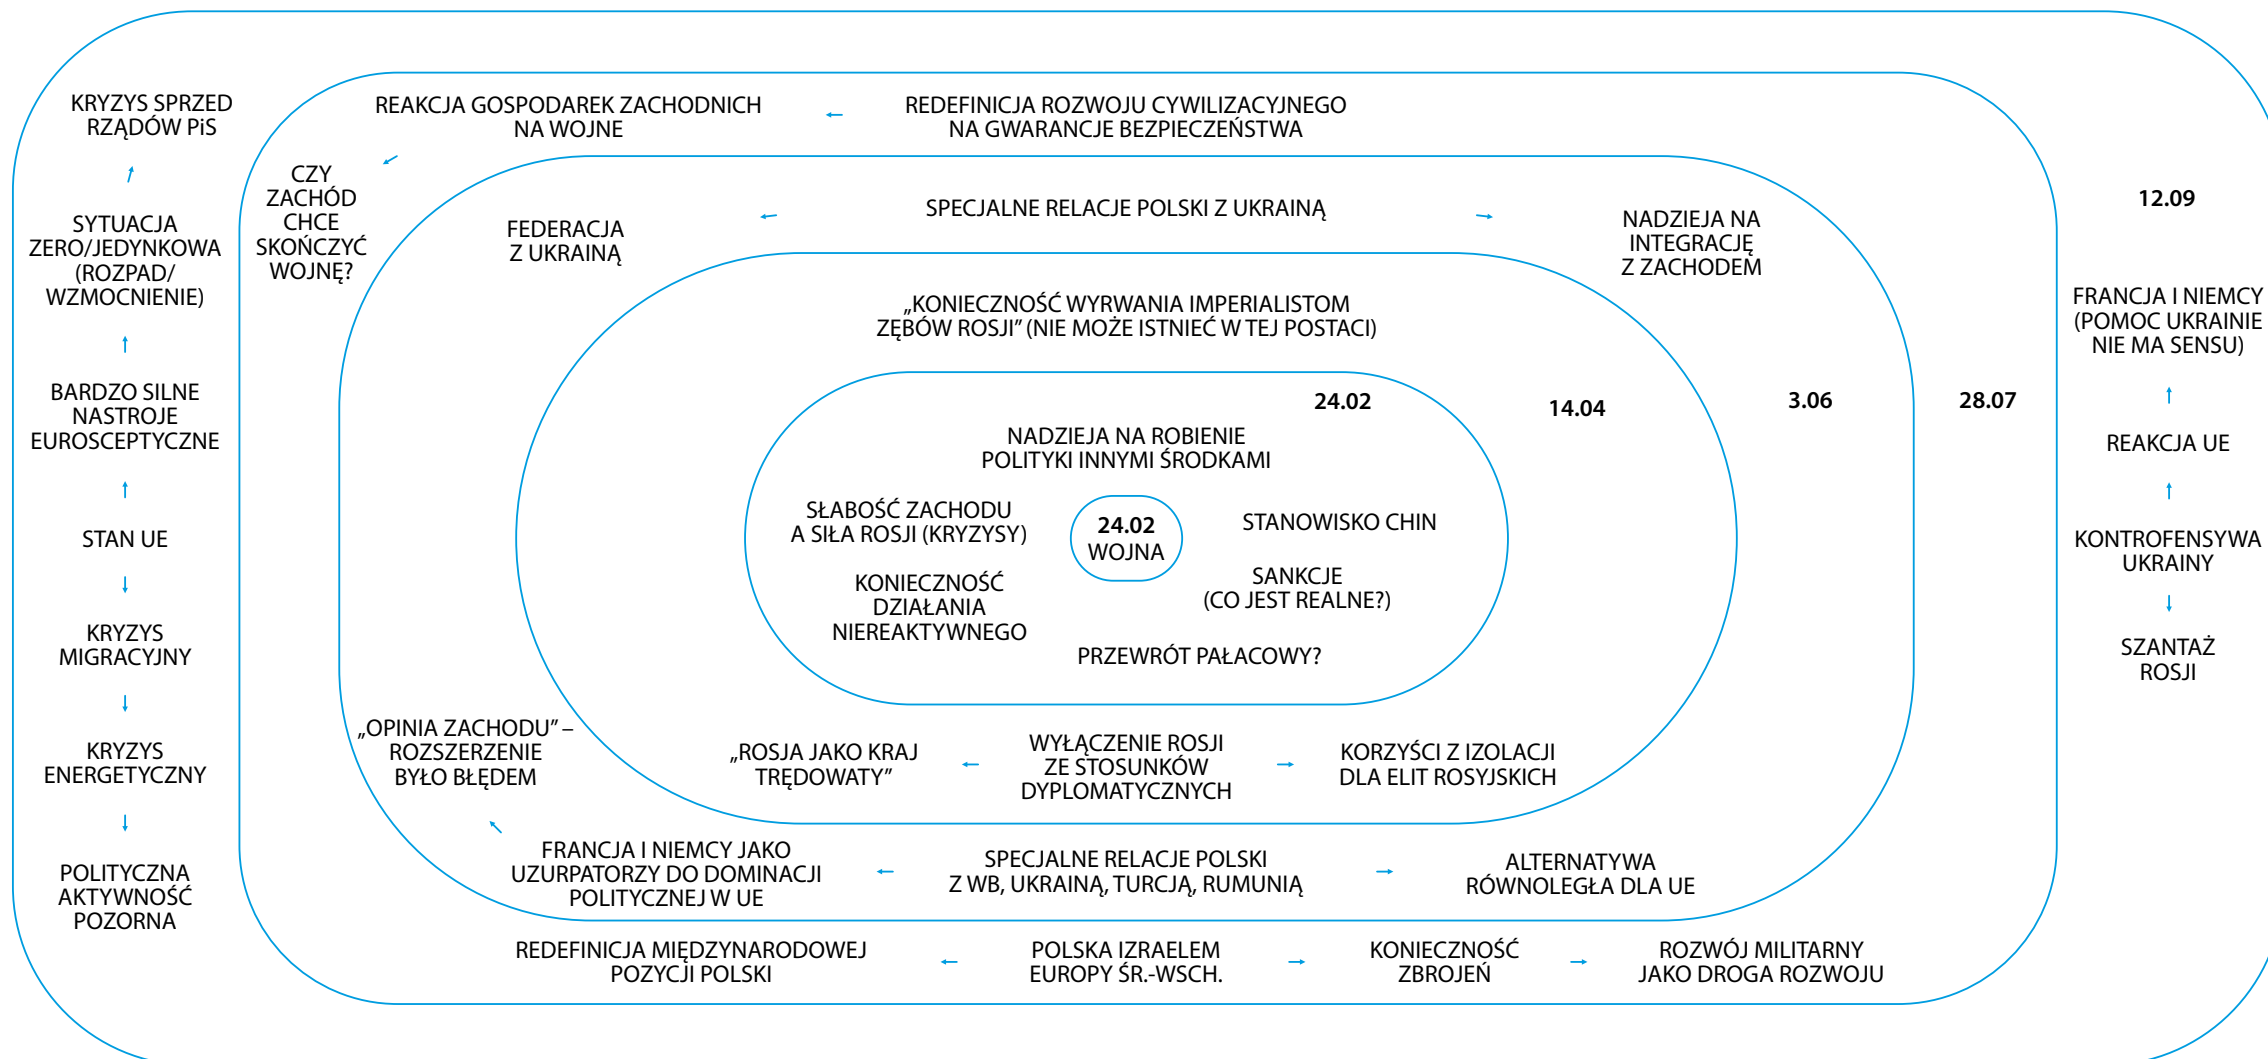 KRYZYS SPRZED
RZĄDÓW PiS
SYTUACJA
ZERO/JEDYNKOWA
(ROZPAD/
WZMOCNIENIE)
BARDZO SILNE
NASTROJE
EUROSCEPTYCZNE
STAN UE
KRYZYS
MIGRACYJNY
KRYZYS
ENERGETYCZNY
POLITYCZNA
AKTYWNOŚĆ
POZORNA
REAKCJA GOSPODAREK ZACHODNICH
NA WOJNE
REDEFINICJA ROZWOJU CYWILIZACYJNEGO
NA GWARANCJE BEZPIECZEŃSTWA
CZY
ZACHÓD
CHCE
SKOŃCZYĆ
WOJNĘ?
FEDERACJA
Z UKRAINĄ
SPECJALNE RELACJE POLSKI Z UKRAINĄ
NADZIEJA NA
INTEGRACJĘ
Z ZACHODEM
„KONIECZNOŚĆ WYRWANIA IMPERIALISTOM
ZĘBÓW ROSJI” (NIE MOŻE ISTNIEĆ W TEJ POSTACI)
24.02
14.04
3.06
28.07
12.09
NADZIEJA NA ROBIENIE
POLITYKI INNYMI ŚRODKAMI
SŁABOŚĆ ZACHODU
A SIŁA ROSJI (KRYZYSY)
24.02
WOJNA
STANOWISKO CHIN
KONIECZNOŚĆ
DZIAŁANIA
NIEREAKTYWNEGO
SANKCJE
(CO JEST REALNE?)
PRZEWRÓT PAŁACOWY?
„OPINIA ZACHODU” –
ROZSZERZENIE
BYŁO BŁĘDEM
„ROSJA JAKO KRAJ
TRĘDOWATY”
WYŁĄCZENIE ROSJI
ZE STOSUNKÓW
DYPLOMATYCZNYCH
KORZYŚCI Z IZOLACJI
DLA ELIT ROSYJSKICH
FRANCJA I NIEMCY JAKO
UZURPATORZY DO DOMINACJI
POLITYCZNEJ W UE
SPECJALNE RELACJE POLSKI
Z WB, UKRAINĄ, TURCJĄ, RUMUNIĄ
ALTERNATYWA
RÓWNOLEGŁA DLA UE
REDEFINICJA MIĘDZYNARODOWEJ
POZYCJI POLSKI
POLSKA IZRAELEM
EUROPY ŚR.-WSCH.
KONIECZNOŚĆ
ZBROJEŃ
ROZWÓJ MILITARNY
JAKO DROGA ROZWOJU
FRANCJA I NIEMCY
(POMOC UKRAINIE
NIE MA SENSU)
REAKCJA UE
KONTROFENSYWA
UKRAINY
SZANTAŻ
ROSJI